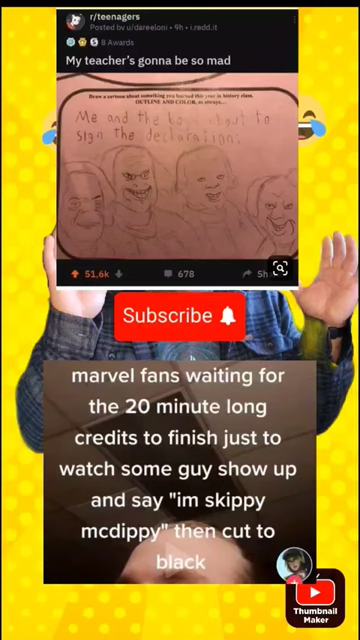 r/teenagers
Posted by u/dareeloni • 9h • i.redd.it
8 Awards
My teacher's gonna be so mad
Draw a cartoon about something you learned this year in history class.
OUTLINE AND COLOR, as always...
Me and the boys about to
sign the declaration:
51,6k
678
5h
Subscribe
marvel fans waiting for
the 20 minute long
credits to finish just to
watch some guy show up
and say "im skippy
mcdippy" then cut to
black
Thumbnail
Maker